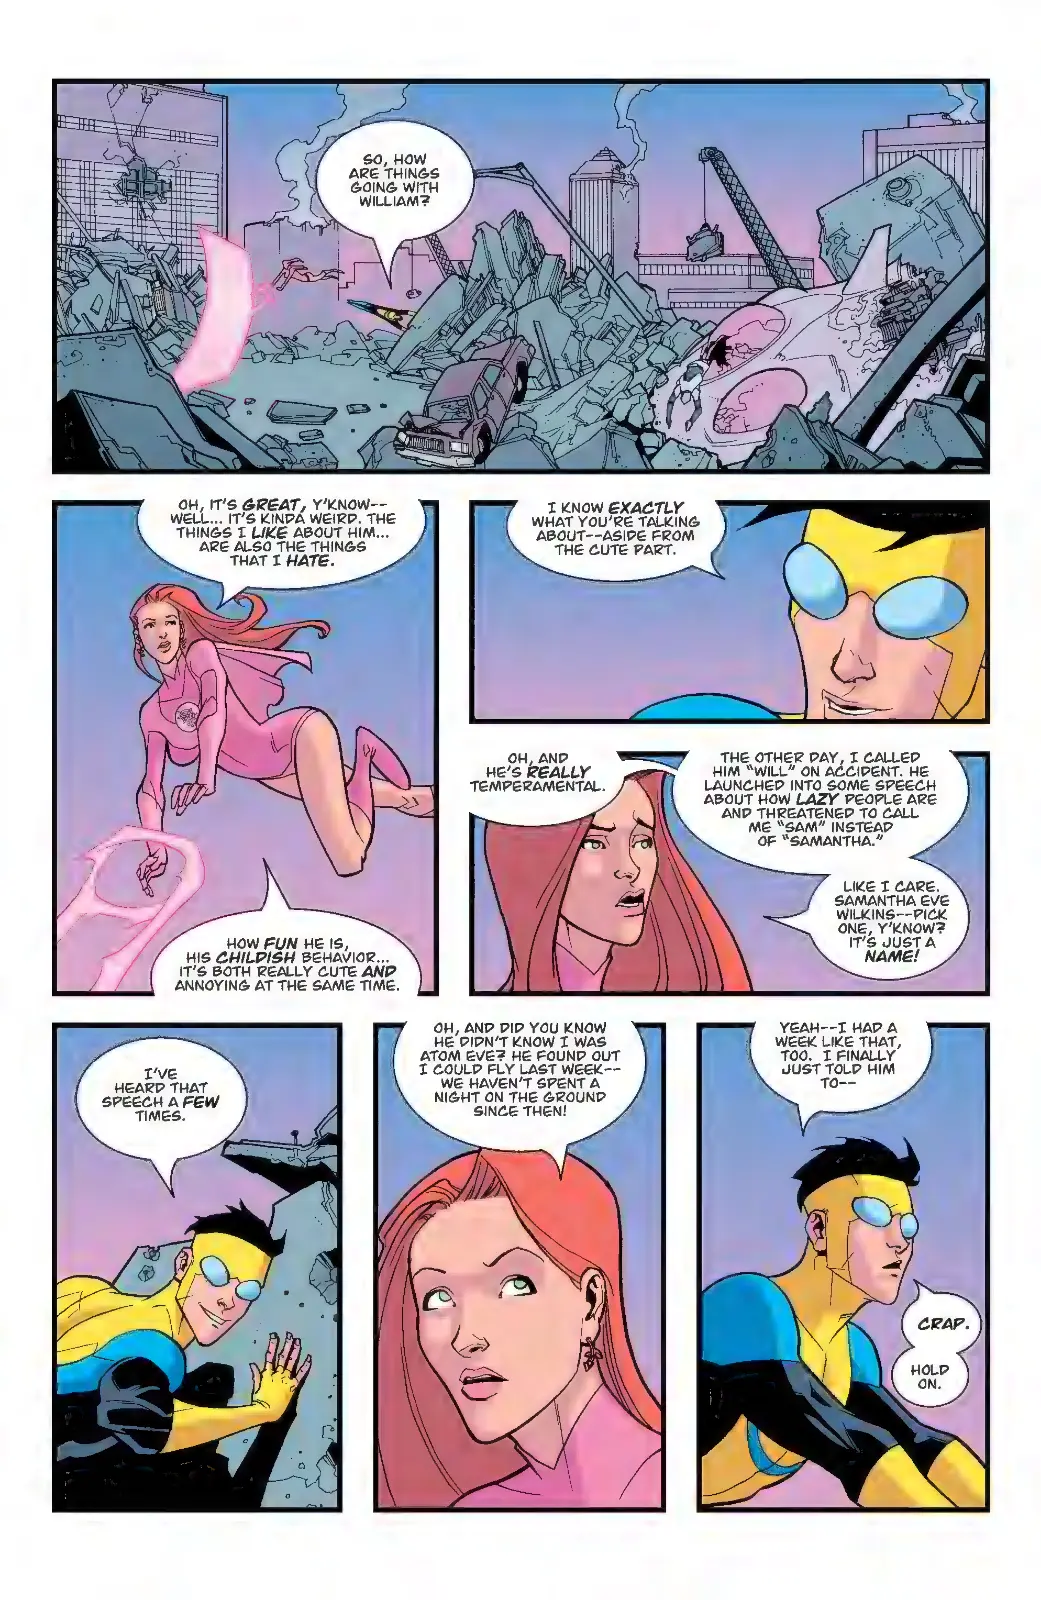 SO, HOW
ARE THINGS
GOING WITH
WILLIAM?
OH, IT'S GREAT, Y'KNOW--
WELL... IT'S KINDA WEIRD. THE
THINGS I LIKE ABOUT HIM...
ARE ALSO THE THINGS
THAT I HATE.
HOW FUN HE IS,
HIS CHILDISH BEHAVIOR...
IT'S BOTH REALLY CUTE AND
ANNOYING AT THE SAME TIME.
I KNOW EXACTLY
WHAT YOU'RE TALKING
ABOUT--ASIDE FROM
THE CUTE PART.
OH, AND
HE'S REALLY
TEMPERAMENTAL.
THE OTHER DAY, I CALLED
HIM "WILL" ON ACCIDENT. HE
LAUNCHED INTO SOME SPEECH
ABOUT HOW LAZY PEOPLE ARE
AND THREATENED TO CALL
ME "SAM" INSTEAD
OF "SAMANTHA."
LIKE I CARE.
SAMANTHA EVE
WILKINS--PICK
ONE, Y'KNOW?
IT'S JUST A
NAME!
I'VE
HEARD THAT
SPEECH A FEW
TIMES.
OH, AND DID YOU KNOW
HE DIDN'T KNOW I WAS
ATOM EVE? HE FOUND OUT
I COULD FLY LAST WEEK--
WE HAVEN'T SPENT A
NIGHT ON THE GROUND
SINCE THEN!
YEAH--I HAD A
WEEK LIKE THAT,
TOO. I FINALLY
JUST TOLD HIM
TO--
CRAP.
HOLD
ON.